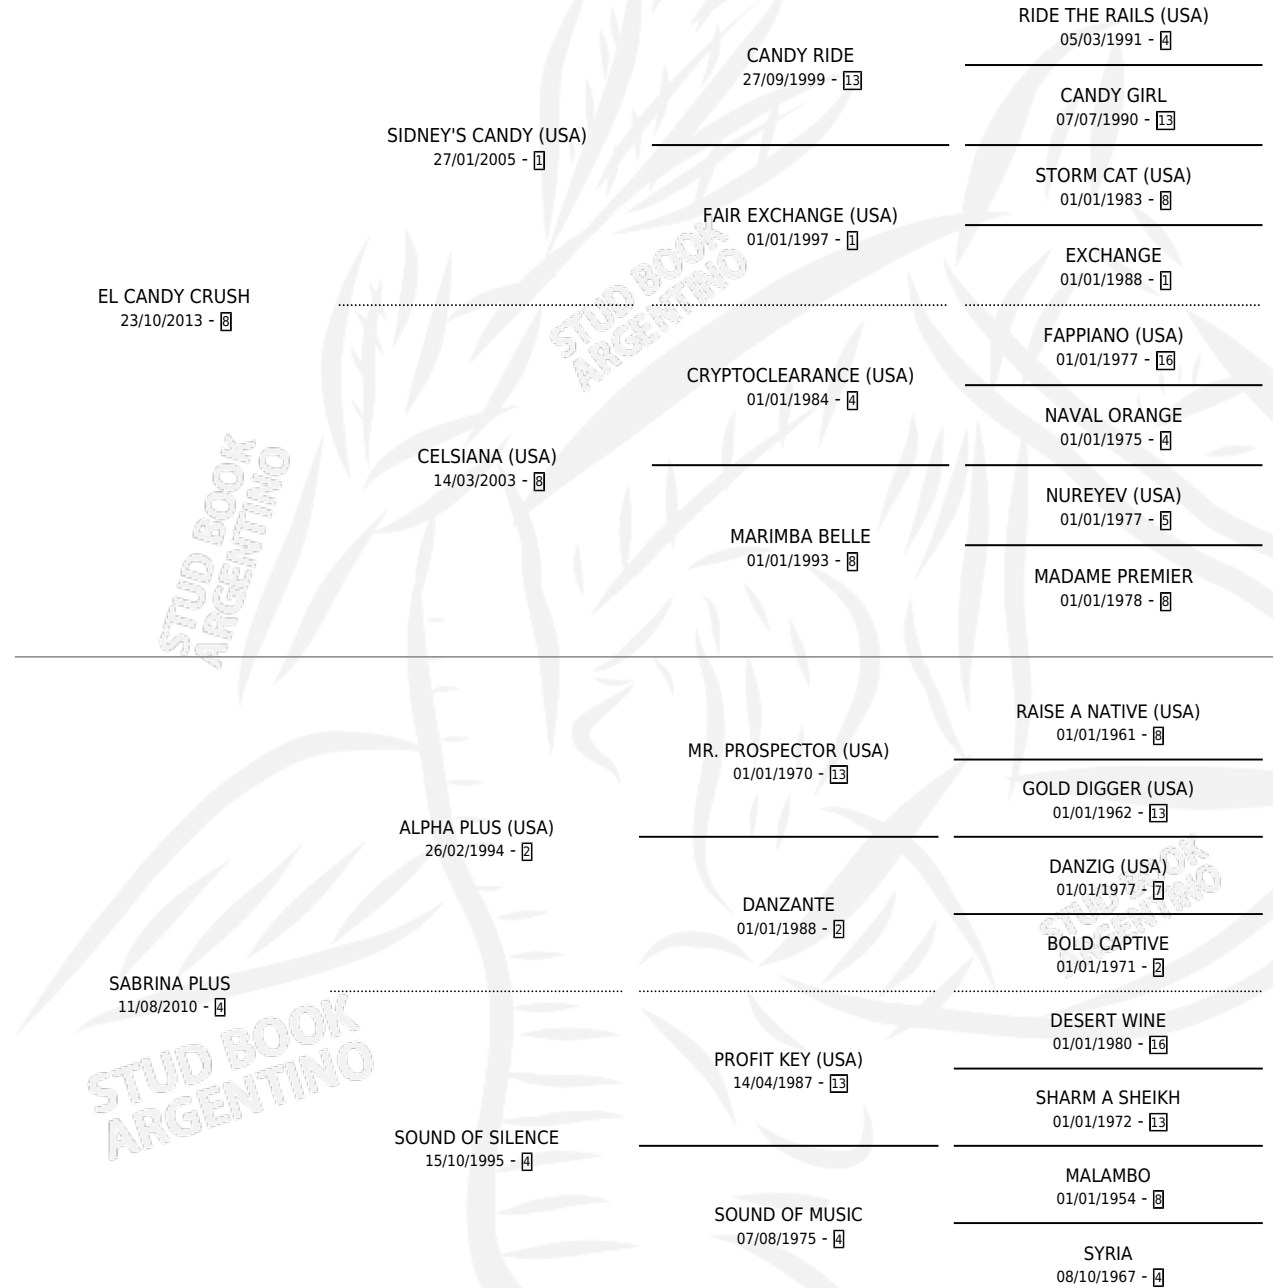 RIDE THE RAILS (USA)
05/03/1991 - 4
CANDY RIDE
27/09/1999 - 13
CANDY GIRL
07/07/1990 - 13
SIDNEY'S CANDY (USA)
27/01/2005 - 1
STORM CAT (USA)
01/01/1983 - 8
FAIR EXCHANGE (USA)
01/01/1997 - 1
EXCHANGE
01/01/1988 - 1
EL CANDY CRUSH
23/10/2013 - 8
STUD BOOK
ARGENTINO
FAPPIANO (USA)
01/01/1977 - 16
CRYPTOCLEARANCE (USA)
01/01/1984 - 4
NAVAL ORANGE
01/01/1975 - 4
CELSIANA (USA)
14/03/2003 - 8
NUREYEV (USA)
01/01/1977 - 5
MARIMBA BELLE
01/01/1993 - 8
MADAME PREMIER
01/01/1978 - 8
STUD BOOK
ARGENTINO
RAISE A NATIVE (USA)
01/01/1961 - 8
MR. PROSPECTOR (USA)
01/01/1970 - 13
GOLD DIGGER (USA)
01/01/1962 - 13
ALPHA PLUS (USA)
26/02/1994 - 2
DANZIG (USA)
01/01/1977 - 7
DANZANTE
01/01/1988 - 2
BOLD CAPTIVE
01/01/1971 - 2
STUD BOOK
ARGENTINO
SABRINA PLUS
11/08/2010 - 4
DESERT WINE
01/01/1980 - 16
PROFIT KEY (USA)
14/04/1987 - 13
SHARM A SHEIKH
01/01/1972 - 13
STUD BOOK
ARGENTINO
SOUND OF SILENCE
15/10/1995 - 4
MALAMBO
01/01/1954 - 8
SOUND OF MUSIC
07/08/1975 - 4
SYRIA
08/10/1967 - 4